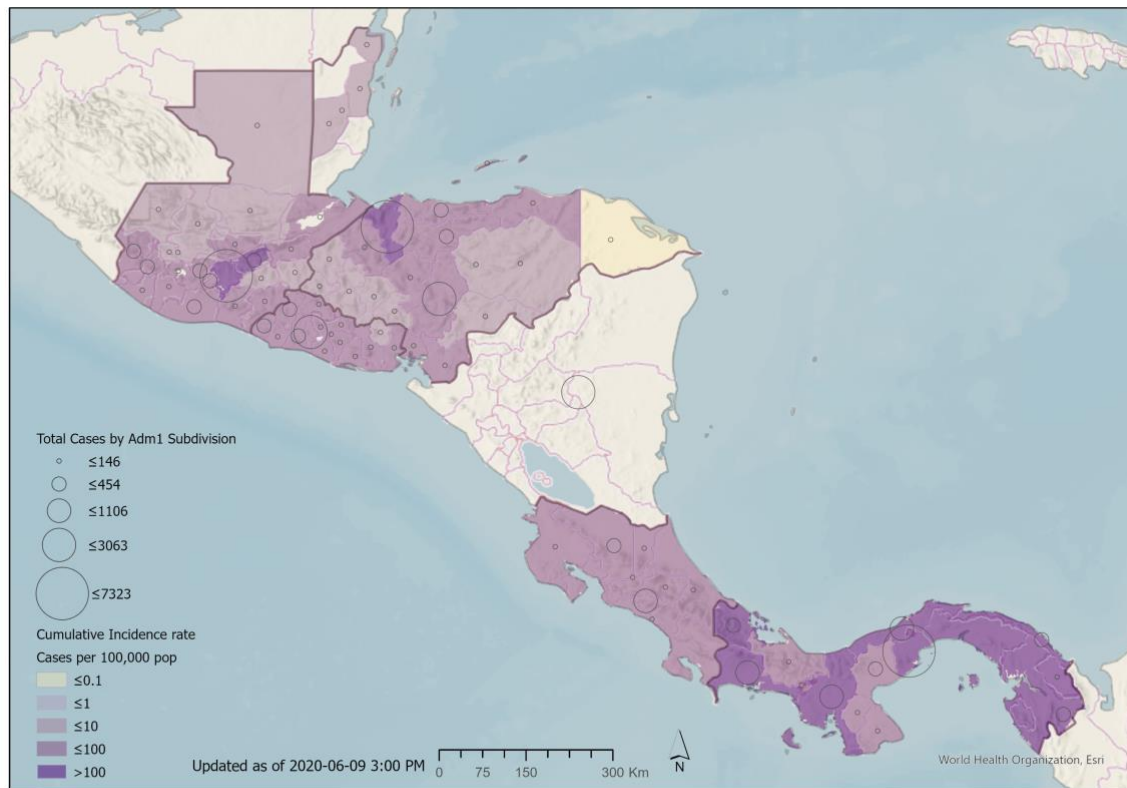 Total Cases by Adm1 Subdivision
≤146
≤454
≤1106
≤3063
≤7323
Cumulative Incidence rate
Cases per 100,000 pop
≤0.1
≤1
≤10
≤100
>100
Updated as of 2020-06-09 3:00 PM
0 75 150 300 Km
N
World Health Organization, Esri